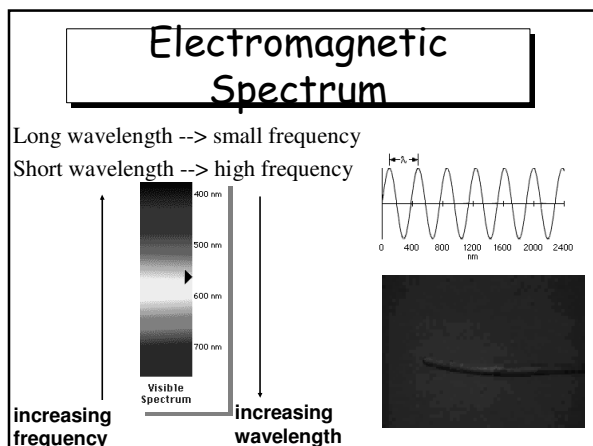 Electromagnetic
Spectrum
Long wavelength --> small frequency
Short wavelength --> high frequency
400 nm
500 nm
600 nm
700 nm
Visible
Spectrum
increasing
frequency
increasing
wavelength
λ
0 400 800 1200 1600 2000 2400
nm